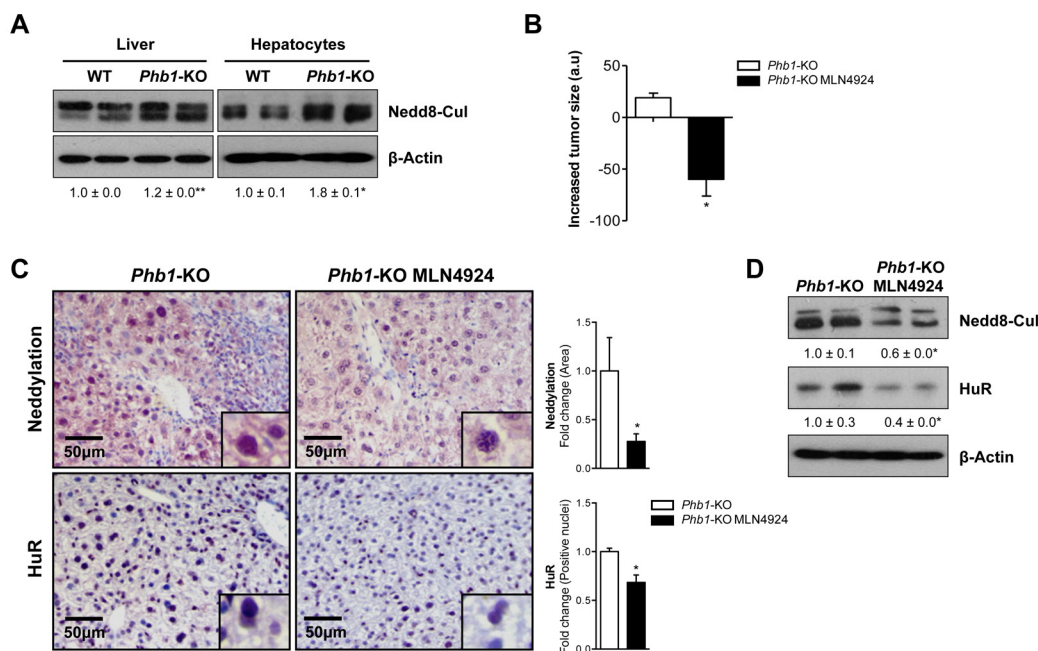 A
Liver Hepatocytes
WT Phb1-KO WT Phb1-KO
Nedd8-Cul
β-Actin
1.0 ± 0.0 1.2 ± 0.0** 1.0 ± 0.1 1.8 ± 0.1*
B
Increased tumor size (a.u)
50
0
-50
-100
*
Phb1-KO
Phb1-KO MLN4924
C
Phb1-KO Phb1-KO MLN4924
Neddylation
50µm 50µm
HuR
50µm 50µm
Neddylation
Fold change (Area)
1.5
1.0
0.5
0.0
*
HuR
Fold change (Positive nuclei)
1.5
1.0
0.5
0.0
*
Phb1-KO
Phb1-KO MLN4924
D
Phb1-KO
Phb1-KO
MLN4924
Nedd8-Cul
1.0 ± 0.1 0.6 ± 0.0*
HuR
1.0 ± 0.3 0.4 ± 0.0*
β-Actin